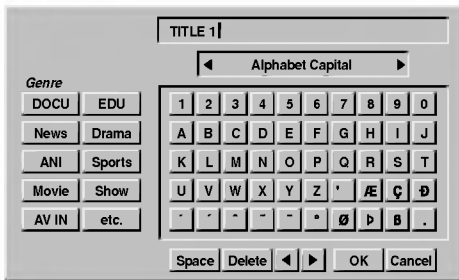 TITLE 1
Alphabet Capital
Genre
DOCU EDU
News Drama
ANI Sports
Movie Show
AV IN etc.
1 2 3 4 5 6 7 8 9 0
A B C D E F G H I J
K L M N O P Q R S T
U V W X Y Z ' Æ Ç Ð
´ ˊ ˆ ˜ ¯ ° Ø Þ ß .
Space Delete OK Cancel